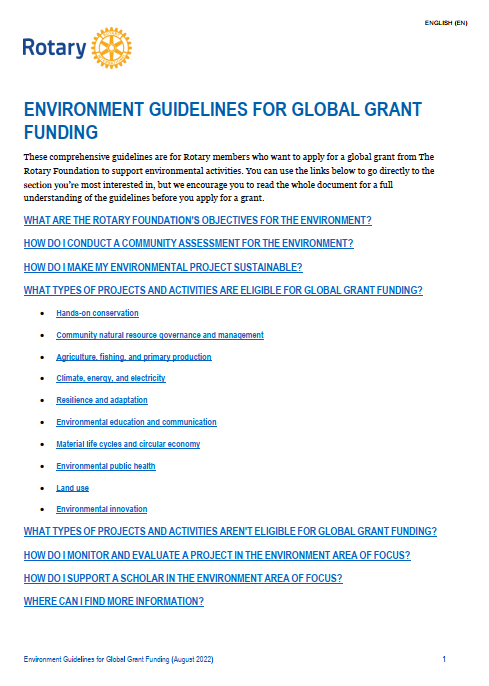 ENGLISH (EN)
Rotary
ENVIRONMENT GUIDELINES FOR GLOBAL GRANT
FUNDING
These comprehensive guidelines are for Rotary members who want to apply for a global grant from The
Rotary Foundation to support environmental activities. You can use the links below to go directly to the
section you're most interested in, but we encourage you to read the whole document for a full
understanding of the guidelines before you apply for a grant.
WHAT ARE THE ROTARY FOUNDATION'S OBJECTIVES FOR THE ENVIRONMENT?
HOW DO I CONDUCT A COMMUNITY ASSESSMENT FOR THE ENVIRONMENT?
HOW DO I MAKE MY ENVIRONMENTAL PROJECT SUSTAINABLE?
WHAT TYPES OF PROJECTS AND ACTIVITIES ARE ELIGIBLE FOR GLOBAL GRANT FUNDING?
• Hands-on conservation
• Community natural resource governance and management
• Agriculture, fishing, and primary production
• Climate, energy, and electricity
• Resilience and adaptation
• Environmental education and communication
• Material life cycles and circular economy
• Environmental public health
• Land use
• Environmental innovation
WHAT TYPES OF PROJECTS AND ACTIVITIES AREN'T ELIGIBLE FOR GLOBAL GRANT FUNDING?
HOW DO I MONITOR AND EVALUATE A PROJECT IN THE ENVIRONMENT AREA OF FOCUS?
HOW DO I SUPPORT A SCHOLAR IN THE ENVIRONMENT AREA OF FOCUS?
WHERE CAN I FIND MORE INFORMATION?
Environment Guidelines for Global Grant Funding (August 2022) 1